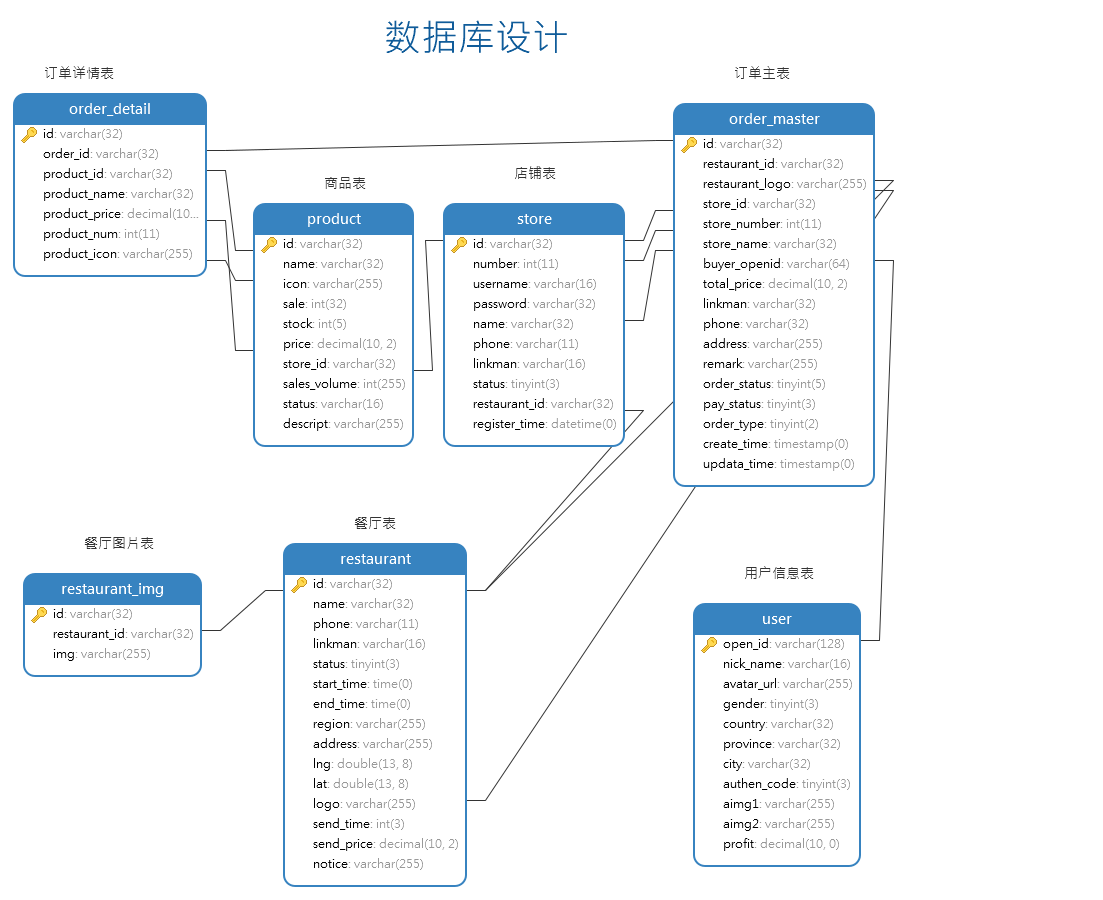 数据库设计
订单详情表
order_detail
id: varchar(32)
order_id: varchar(32)
product_id: varchar(32)
product_name: varchar(32)
product_price: decimal(10...
product_num: int(11)
product_icon: varchar(255)
商品表
product
id: varchar(32)
name: varchar(32)
icon: varchar(255)
sale: int(32)
stock: int(5)
price: decimal(10, 2)
store_id: varchar(32)
sales_volume: int(255)
status: varchar(16)
descript: varchar(255)
店铺表
store
id: varchar(32)
number: int(11)
username: varchar(16)
password: varchar(32)
name: varchar(32)
phone: varchar(11)
linkman: varchar(16)
status: tinyint(3)
restaurant_id: varchar(32)
register_time: datetime(0)
订单主表
order_master
id: varchar(32)
restaurant_id: varchar(32)
restaurant_logo: varchar(255)
store_id: varchar(32)
store_number: int(11)
store_name: varchar(32)
buyer_openid: varchar(64)
total_price: decimal(10, 2)
linkman: varchar(32)
phone: varchar(32)
address: varchar(255)
remark: varchar(255)
order_status: tinyint(5)
pay_status: tinyint(3)
order_type: tinyint(2)
create_time: timestamp(0)
updata_time: timestamp(0)
餐厅图片表
restaurant_img
id: varchar(32)
restaurant_id: varchar(32)
img: varchar(255)
餐厅表
restaurant
id: varchar(32)
name: varchar(32)
phone: varchar(11)
linkman: varchar(16)
status: tinyint(3)
start_time: time(0)
end_time: time(0)
region: varchar(255)
address: varchar(255)
lng: double(13, 8)
lat: double(13, 8)
logo: varchar(255)
send_time: int(3)
send_price: decimal(10, 2)
notice: varchar(255)
用户信息表
user
open_id: varchar(128)
nick_name: varchar(16)
avatar_url: varchar(255)
gender: tinyint(3)
country: varchar(32)
province: varchar(32)
city: varchar(32)
authen_code: tinyint(3)
aimg1: varchar(255)
aimg2: varchar(255)
profit: decimal(10, 0)